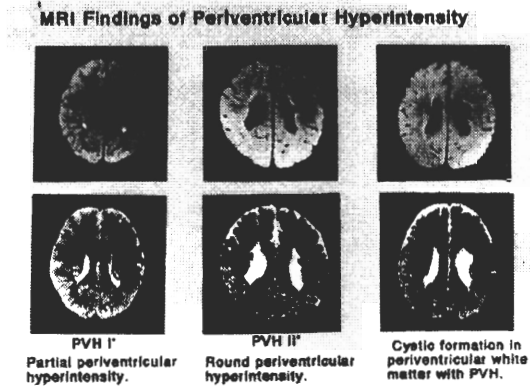 MRI Findings of Periventricular Hyperintensity
PVH I°
Partial periventricular
hyperintensity.
PVH II°
Round periventricular
hyperintensity.
Cystic formation in
periventricular white
matter with PVH.